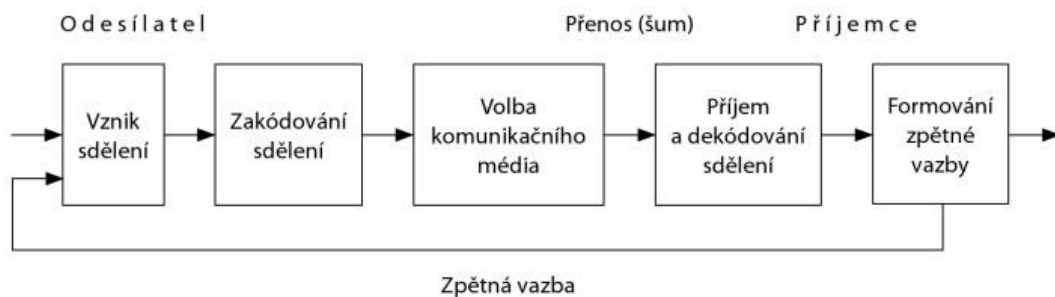 Odesílatel
Přenos (šum)
Příjemce
Vznik
sdělení
Zakódování
sdělení
Volba
komunikačního
média
Příjem
a dekódování
sdělení
Formování
zpětné
vazby
Zpětná vazba